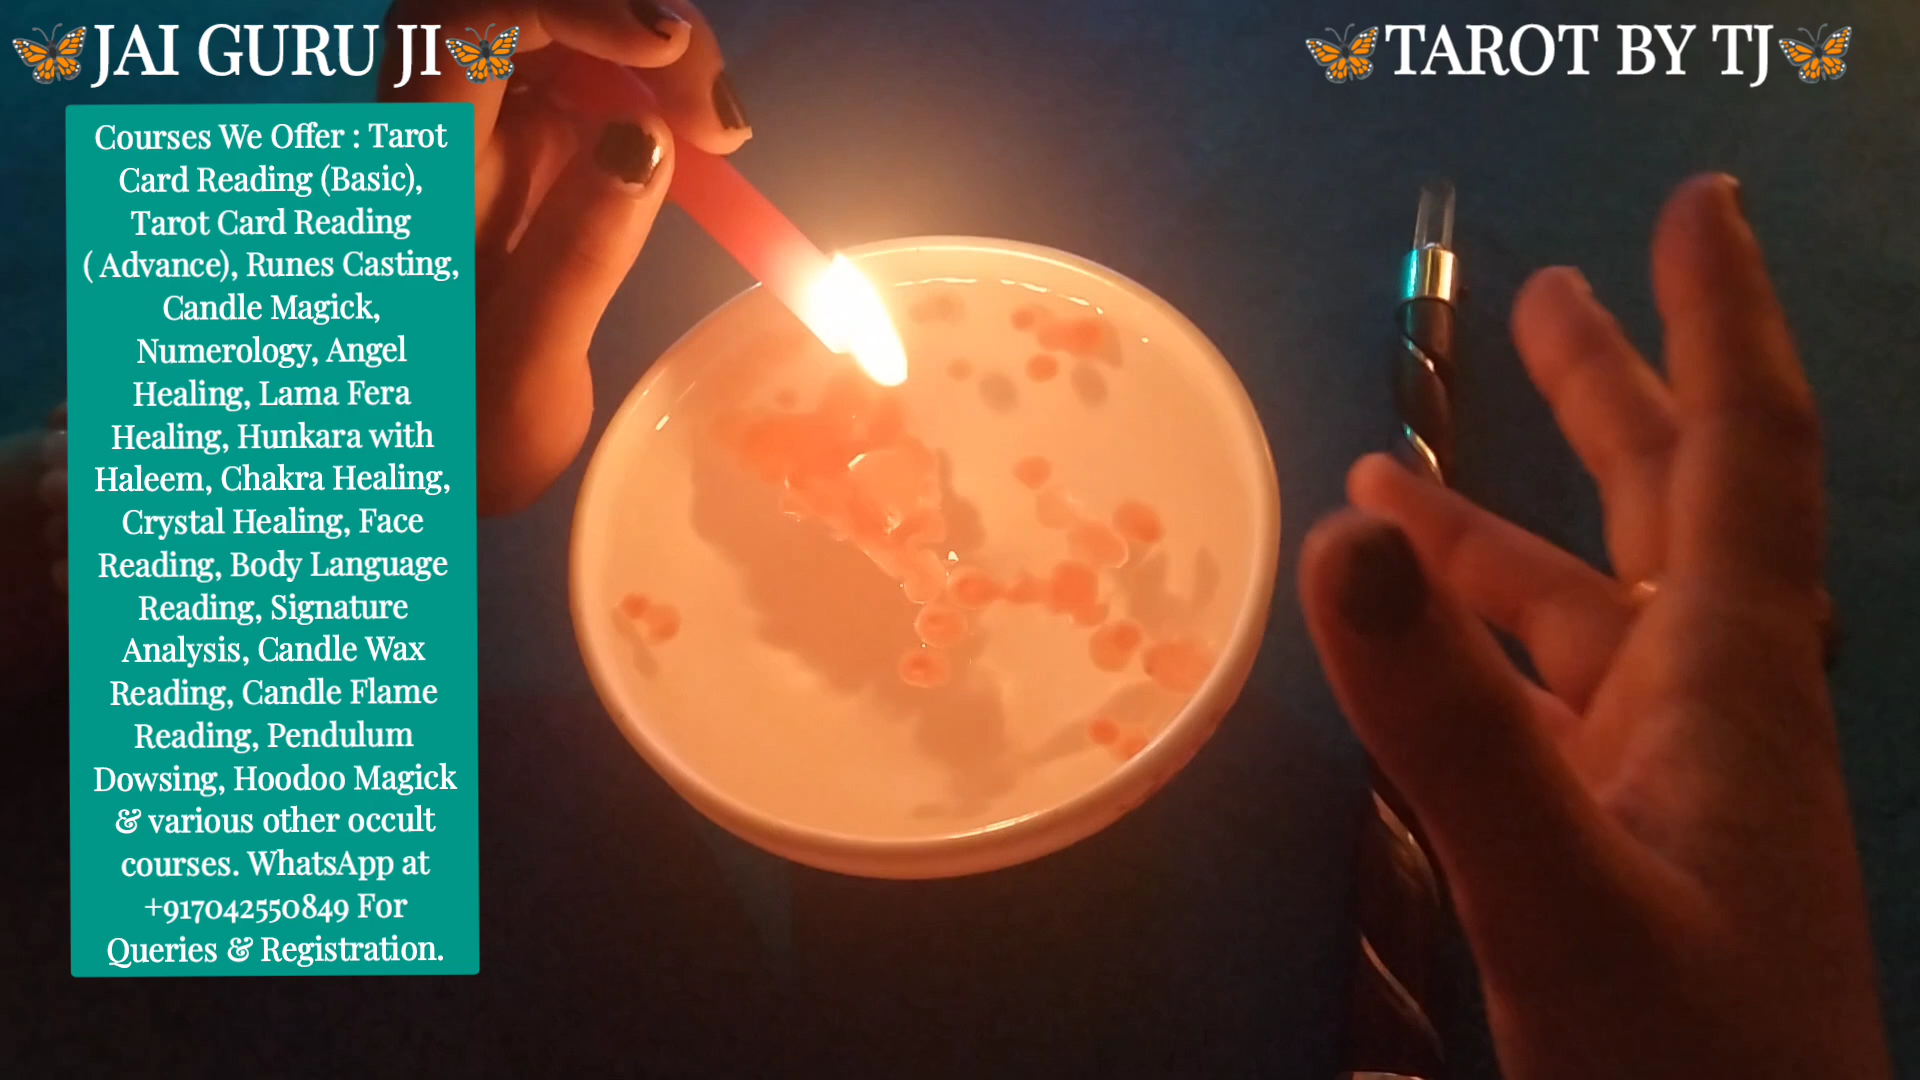 🦋JAI GURU JI🦋
🦋TAROT BY TJ🦋
Courses We Offer : Tarot
Card Reading (Basic),
Tarot Card Reading
( Advance), Runes Casting,
Candle Magick,
Numerology, Angel
Healing, Lama Fera
Healing, Hunkara with
Haleem, Chakra Healing,
Crystal Healing, Face
Reading, Body Language
Reading, Signature
Analysis, Candle Wax
Reading, Candle Flame
Reading, Pendulum
Dowsing, Hoodoo Magick
& various other occult
courses. WhatsApp at
+917042550849 For
Queries & Registration.